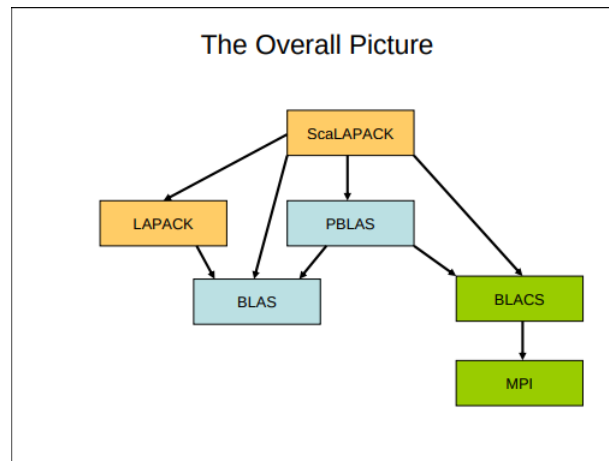 The Overall Picture
ScaLAPACK
LAPACK
PBLAS
BLAS
BLACS
MPI